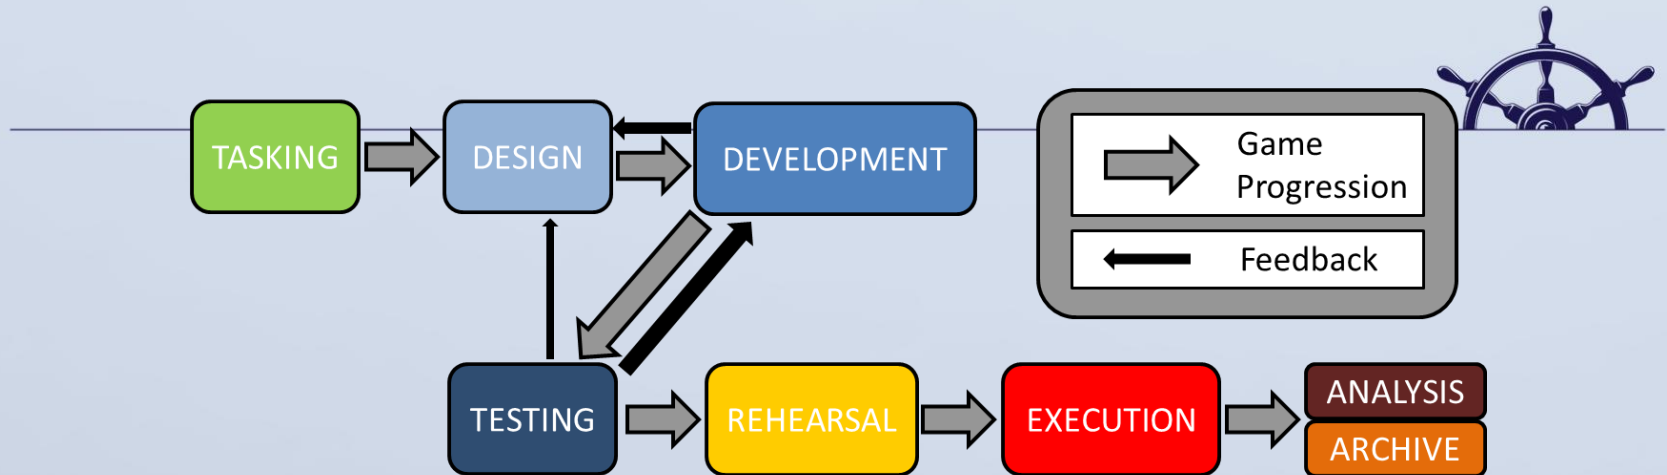 TASKING
DESIGN
DEVELOPMENT
Game
Progression
Feedback
TESTING
REHEARSAL
EXECUTION
ANALYSIS
ARCHIVE